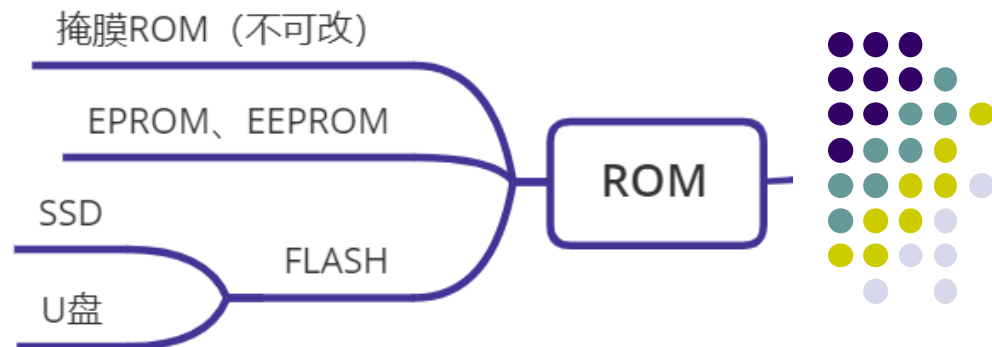 掩膜ROM（不可改）
EPROM、EEPROM
ROM
SSD
FLASH
U盘